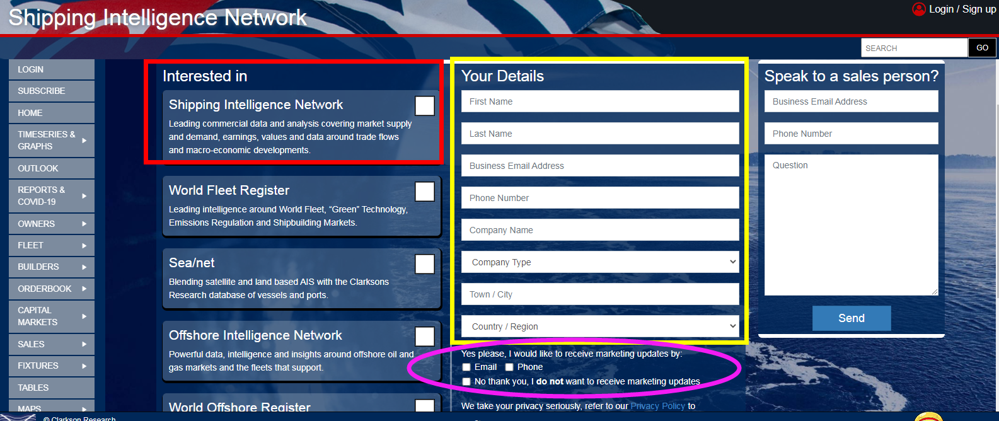 Shipping Intelligence Network
Login / Sign up
SEARCH
GO
LOGIN
SUBSCRIBE
HOME
TIMESERIES &
GRAPHS
OUTLOOK
REPORTS &
COVID-19
OWNERS
FLEET
BUILDERS
ORDERBOOK
CAPITAL
MARKETS
SALES
FIXTURES
TABLES
MAPS
Interested in
Shipping Intelligence Network
Leading commercial data and analysis covering market supply
and demand, earnings, values and data around trade flows
and macro-economic developments.
World Fleet Register
Leading intelligence around World Fleet, “Green” Technology,
Emissions Regulation and Shipbuilding Markets.
Sea/net
Blending satellite and land based AIS with the Clarksons
Research database of vessels and ports.
Offshore Intelligence Network
Powerful data, intelligence and insights around offshore oil and
gas markets and the fleets that support.
World Offshore Register
Your Details
First Name
Last Name
Business Email Address
Phone Number
Company Name
Company Type
Town / City
Country / Region
Yes please, I would like to receive marketing updates by:
Email Phone
No thank you, I do not want to receive marketing updates
We take your privacy seriously, refer to our Privacy Policy to
Speak to a sales person?
Business Email Address
Phone Number
Question
Send
© Clarkson Research